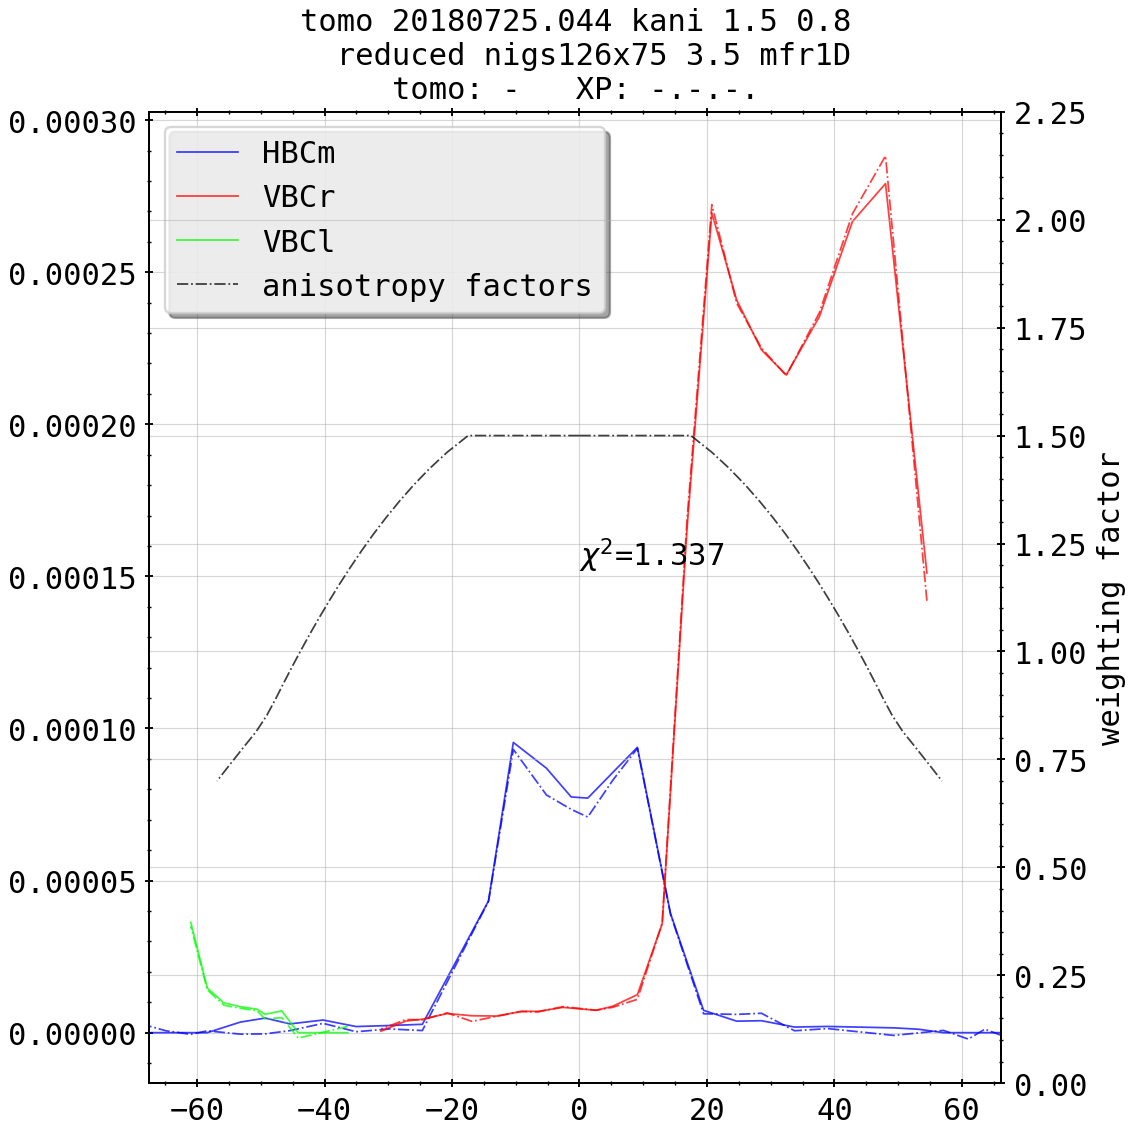 tomo 20180725.044 kani 1.5 0.8
reduced nigs126x75 3.5 mfr1D
tomo: -   XP: -.-.-.
HBCm
VBCr
VBCl
anisotropy factors
χ²=1.337
0.00030
0.00025
0.00020
0.00015
0.00010
0.00005
0.00000
2.25
2.00
1.75
1.50
1.25
1.00
0.75
0.50
0.25
0.00
weighting factor
−60
−40
−20
0
20
40
60